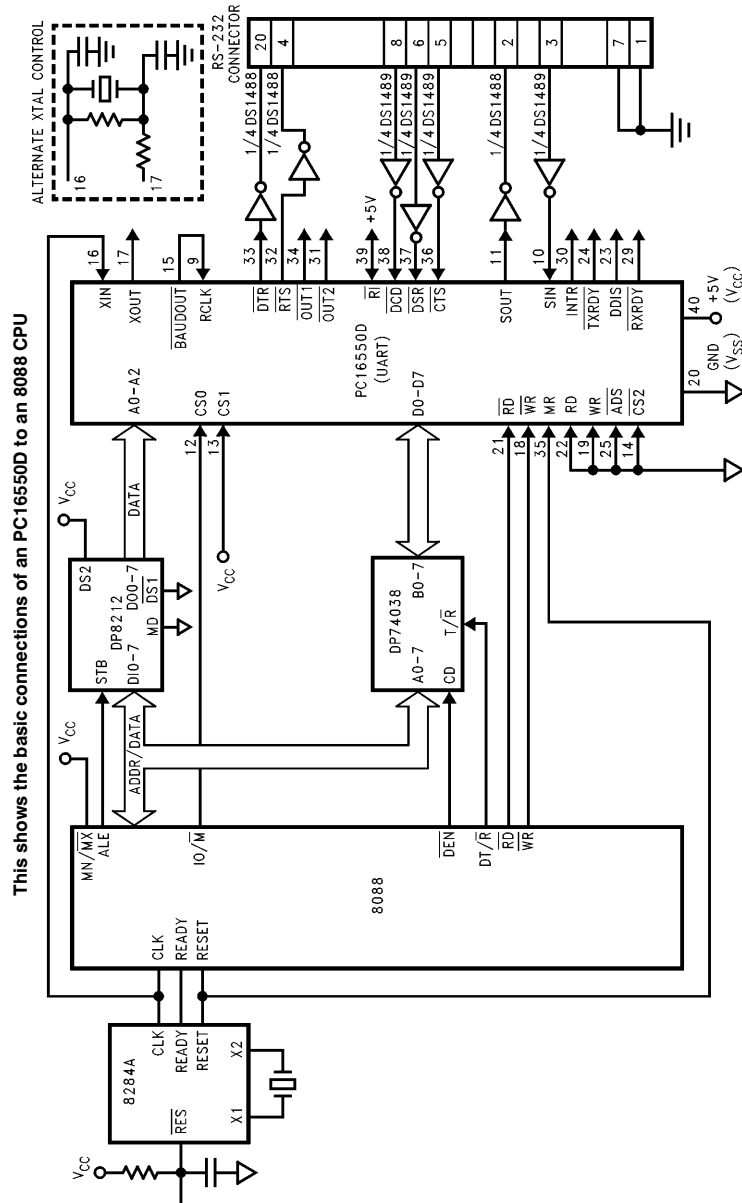 This shows the basic connections of an PC16550D to an 8088 CPU
VCC
RES
8284A
X1
X2
CLK
READY
RESET
CLK
READY
RESET
8088
MN/MX
ALE
IO/M
DEN
DT/R
RD
WR
VCC
ADDR/DATA
STB
DI0-7
DP8212
MD
DS1
DS2
DO0-7
VCC
DATA
VCC
A0-7
CD
DP74038
T/R
B0-7
12
13
21
18
35
22
19
25
14
A0-A2
CS0
CS1
D0-D7
RD
WR
MR
RD
WR
ADS
CS2
PC16550D
(UART)
XIN
XOUT
BAUDOUT
RCLK
DTR
RTS
OUT1
OUT2
RI
DCD
DSR
CTS
SOUT
SIN
INTR
TXRDY
DDIS
RXRDY
16
17
15
9
33
32
34
31
39
+5V
38
37
36
11
10
30
24
23
29
20
GND
(VSS)
40
+5V
(VCC)
1/4 DS1488
1/4 DS1488
1/4 DS1489
1/4 DS1489
1/4 DS1489
1/4 DS1488
1/4 DS1489
RS-232
CONNECTOR
20
4
8
6
5
2
3
7
1
ALTERNATE XTAL CONTROL
16
17